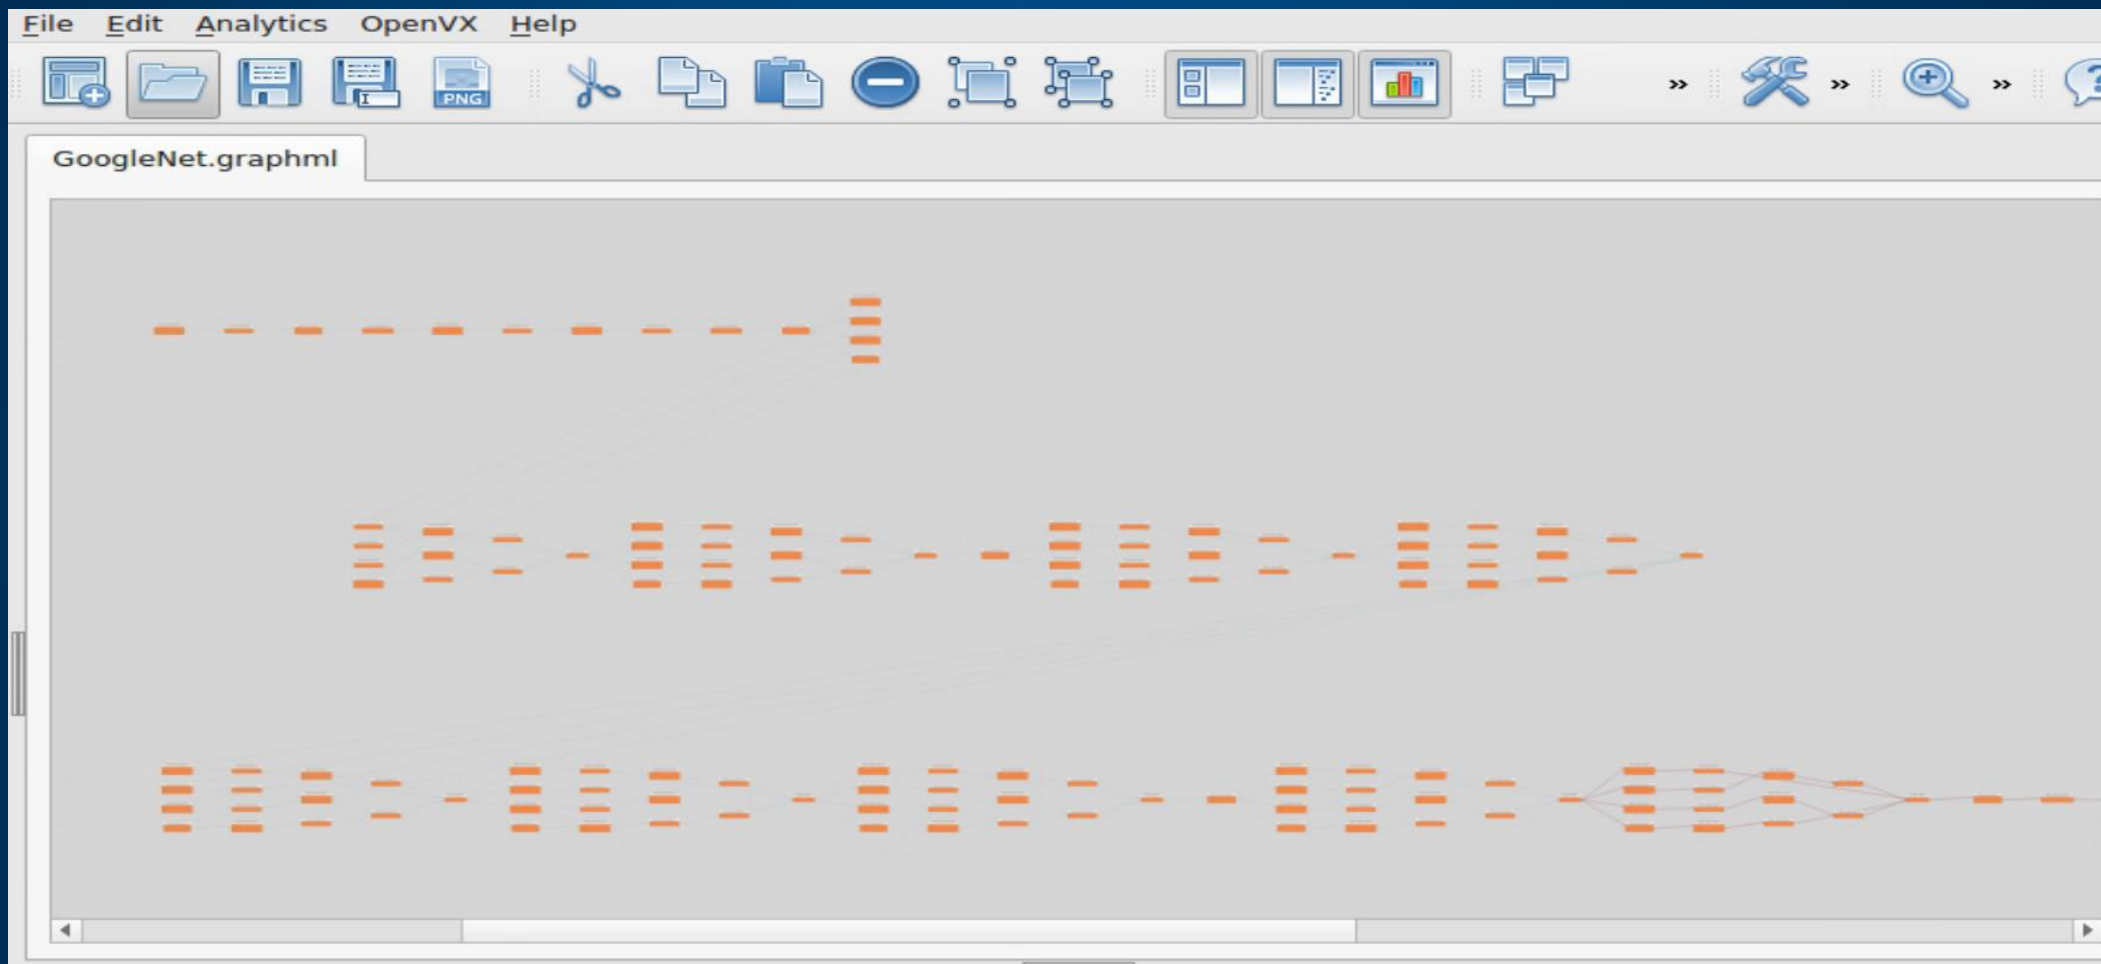 File Edit Analytics OpenVX Help
PNG
» » »
GoogleNet.graphml